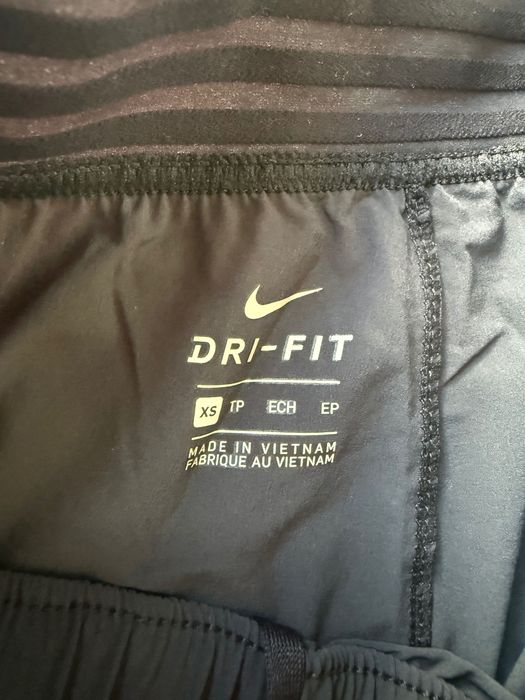 DRI-FIT
XS TP ECH EP
MADE IN VIETNAM
FABRIQUE AU VIETNAM